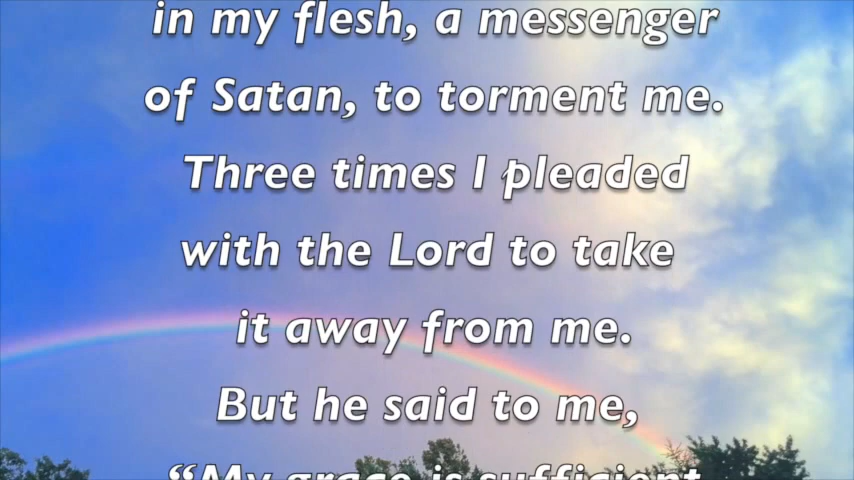 in my flesh, a messenger
of Satan, to torment me.
Three times I pleaded
with the Lord to take
it away from me.
But he said to me,
“My grace is sufficient